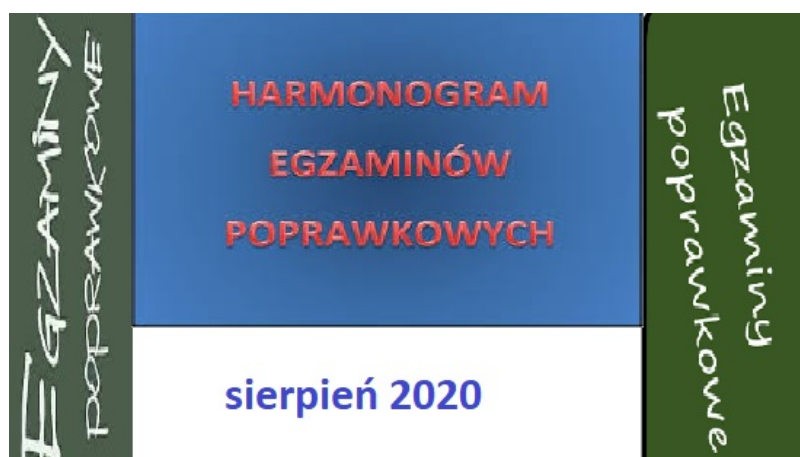 EGZAMINY
POPRAWKOWE
HARMONOGRAM
EGZAMINÓW
POPRAWKOWYCH
sierpień 2020
Egzaminy
poprawkowe